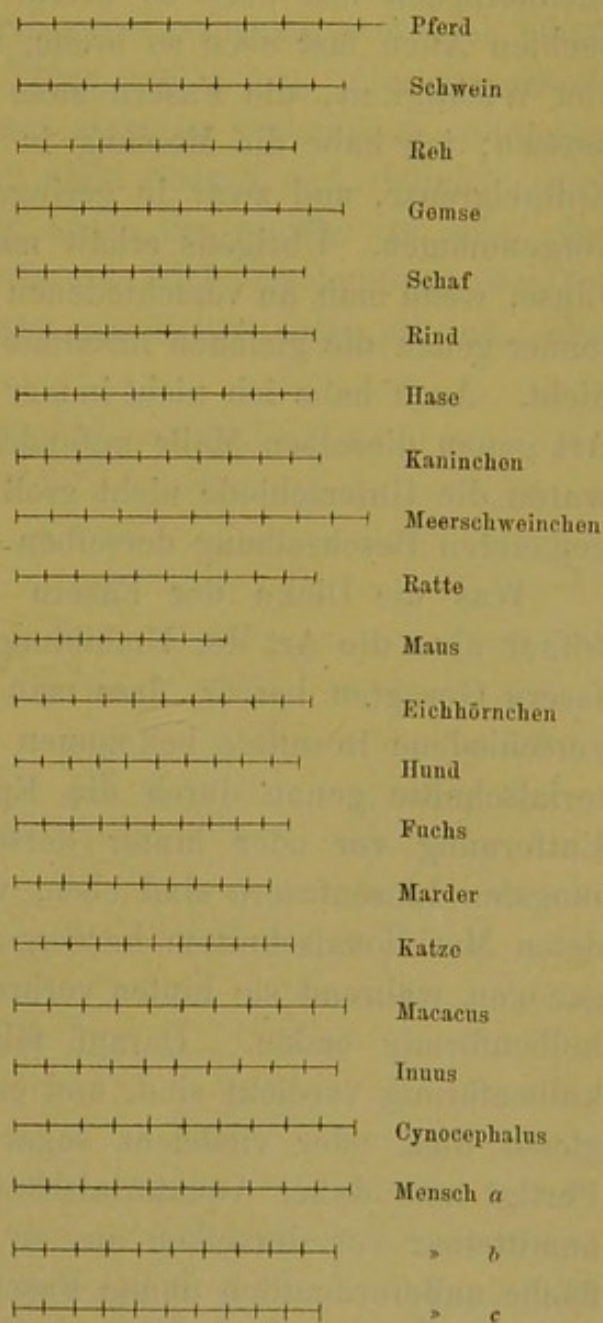 Pferd
Schwein
Reh
Gemse
Schaf
Rind
Hase
Kaninchen
Meerschweinchen
Ratte
Maus
Eichhörnchen
Hund
Fuchs
Marder
Katze
Macacus
Inuus
Cynocephalus
Mensch a
» b
» c